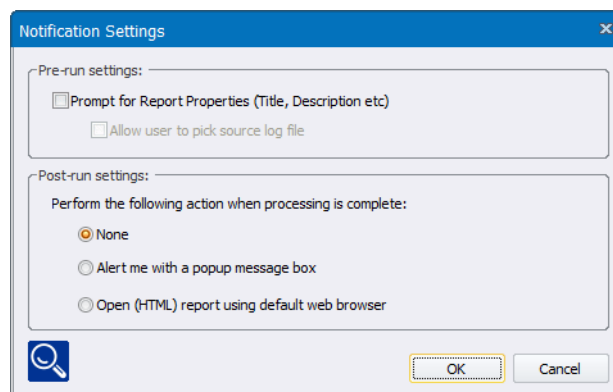 Notification Settings
Pre-run settings:
Prompt for Report Properties (Title, Description etc)
Allow user to pick source log file
Post-run settings:
Perform the following action when processing is complete:
None
Alert me with a popup message box
Open (HTML) report using default web browser
OK Cancel